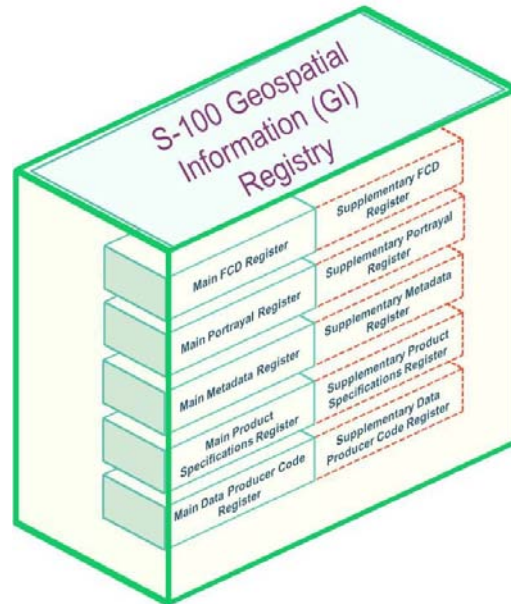 S-100 Geospatial
Information (GI)
Registry
Main FCD Register
Supplementary FCD
Register
Main Portrayal Register
Supplementary Portrayal
Register
Main Metadata Register
Supplementary Metadata
Register
Main Product
Specifications Register
Supplementary Product
Specifications Register
Main Data Producer Code
Register
Supplementary Data
Producer Code Register